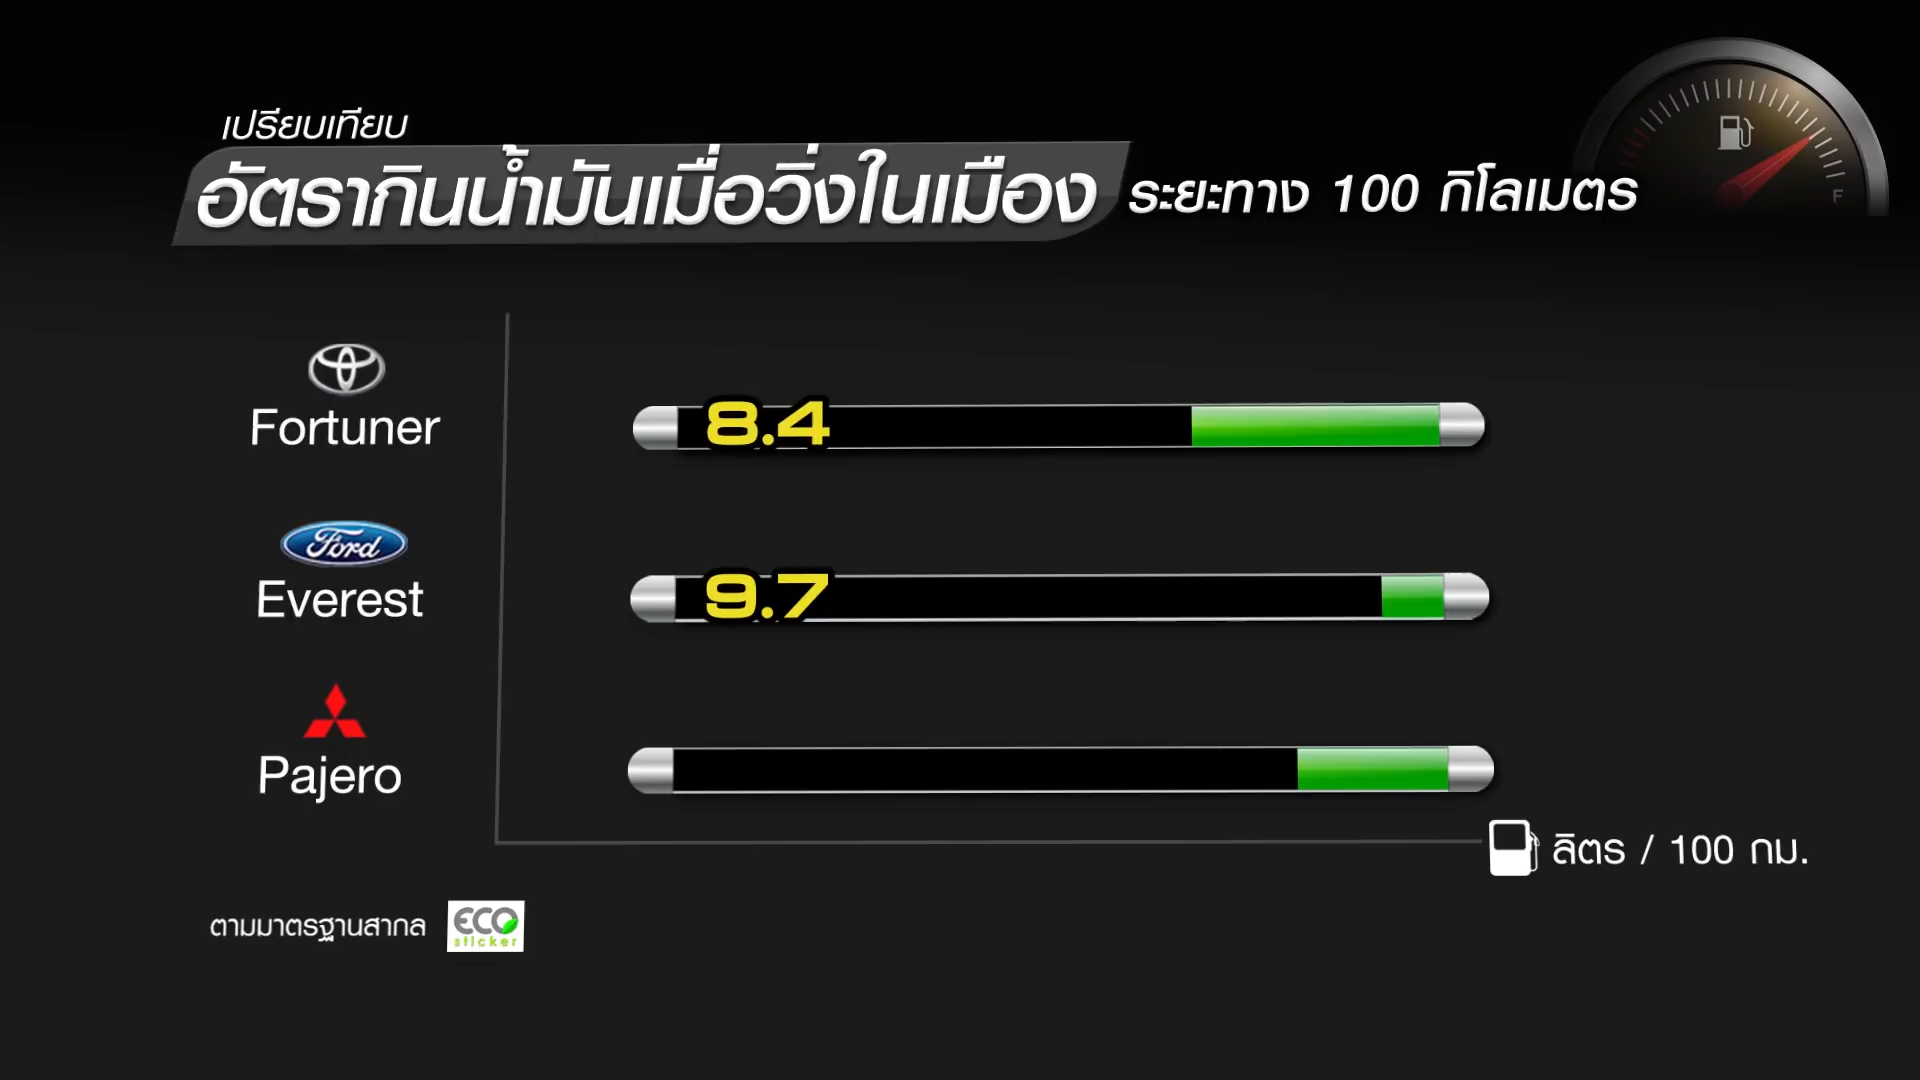 เปรียบเทียบ
อัตรากินน้ำมันเมื่อวิ่งในเมือง ระยะทาง 100 กิโลเมตร
F
Fortuner
8.4
Ford
Everest
9.7
Pajero
ลิตร / 100 กม.
ตามมาตรฐานสากล ECO
sticker